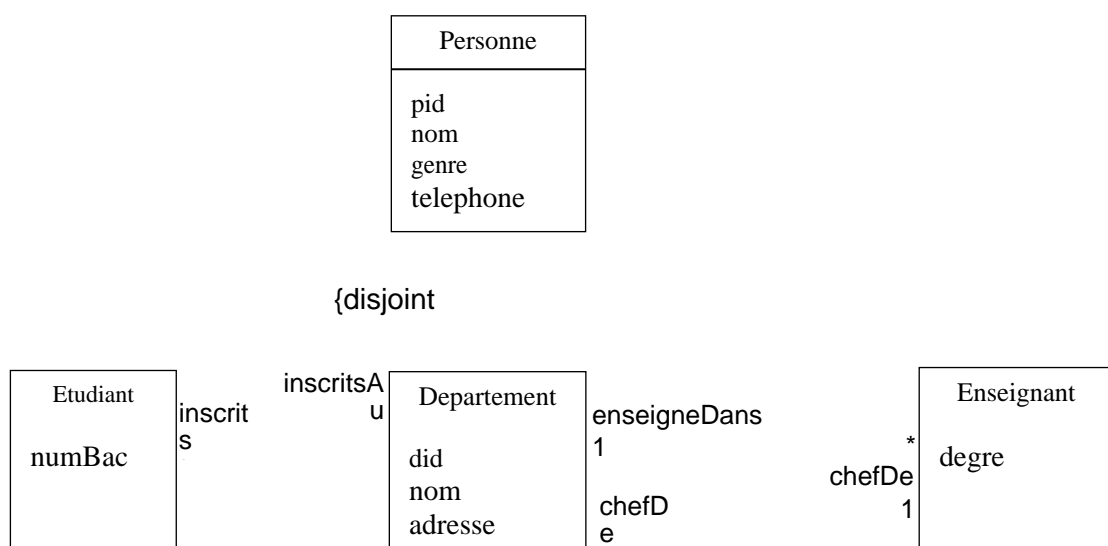 Personne
pid
nom
genre
telephone
{disjoint
Etudiant
numBac
inscrit
s
inscritsA
u
Departement
did
nom
adresse
enseigneDans
1
chefD
e
*
chefDe
1
Enseignant
degre